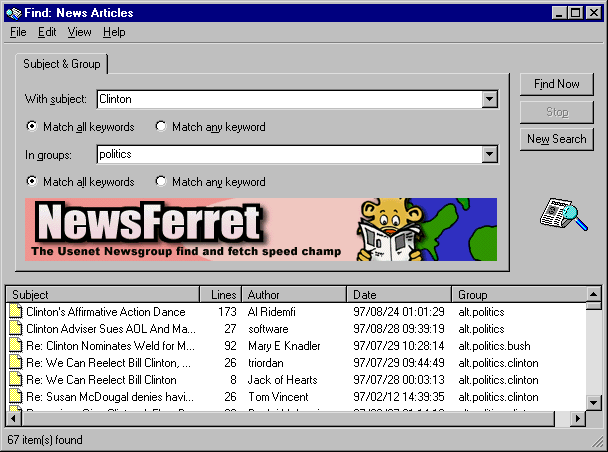 Find: News Articles
File Edit View Help
Subject & Group
With subject: Clinton
Find Now
Stop
Match all keywords Match any keyword
New Search
In groups: politics
Match all keywords Match any keyword
NewsFerret
The Usenet Newsgroup find and fetch speed champ
Subject Lines Author Date Group
Clinton's Affirmative Action Dance 173 Al Ridemfi 97/08/24 01:01:29 alt.politics
Clinton Adviser Sues AOL And Ma... 27 software 97/08/28 09:39:19 alt.politics
Re: Clinton Nominates Weld for M... 92 Mary E Knadler 97/07/29 10:28:14 alt.politics.bush
Re: We Can Reelect Bill Clinton, ... 26 triordan 97/07/29 09:44:49 alt.politics.clinton
Re: We Can Reelect Bill Clinton 8 Jack of Hearts 97/07/28 00:03:13 alt.politics.clinton
Re: Susan McDougal denies havi... 26 Tom Vincent 97/02/12 14:39:35 alt.politics.clinton
67 item(s) found